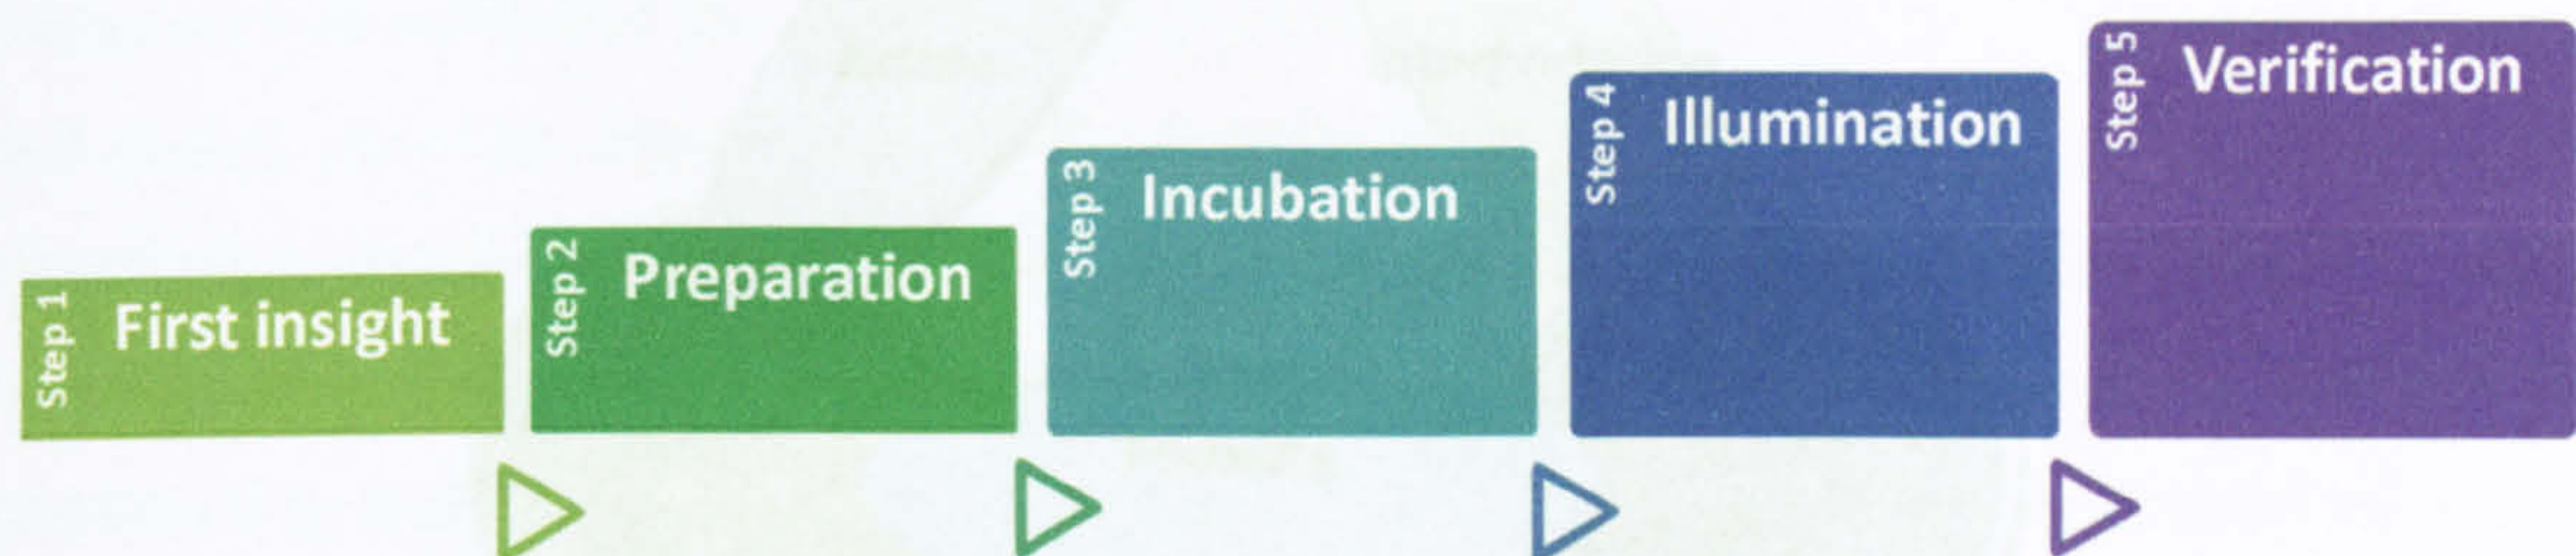 Step 1
First insight
Step 2
Preparation
Step 3
Incubation
Step 4
Illumination
Step 5
Verification